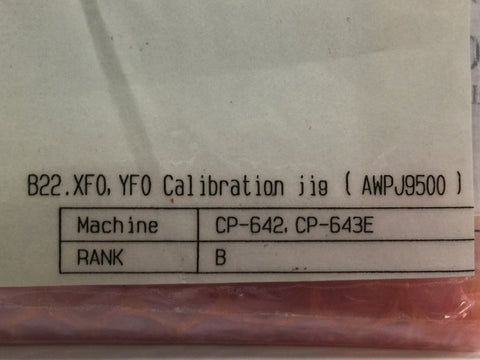 B22.XF0, YF0 Calibration jig ( AWPJ9500 )
Machine CP-642, CP-643E
RANK B